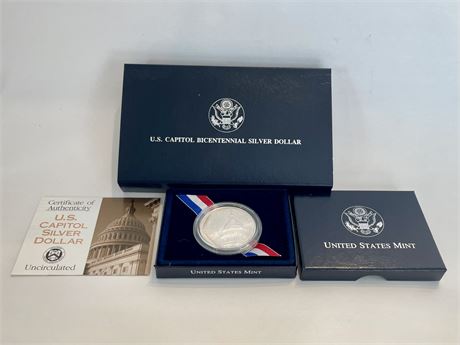 U.S. CAPITOL BICENTENNIAL SILVER DOLLAR
Certificate of
Authenticity
U.S.
CAPITOL
SILVER
DOLLAR
Uncirculated
UNITED STATES MINT
UNITED STATES MINT